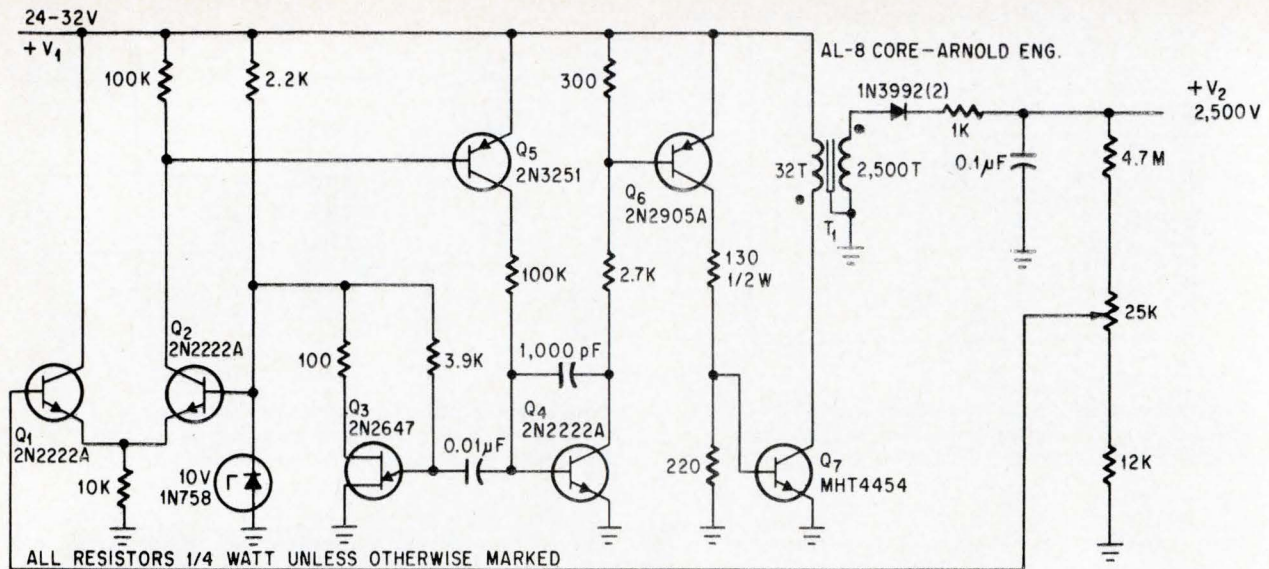 24-32V
+ V₁
100K
2.2K
Q₅
2N3251
300
Q₆
2N2905A
AL-8 CORE—ARNOLD ENG.
1N3992(2)
1K
+V₂
2,500V
32T
2,500T
T₁
0.1µF
4.7M
100K
2.7K
130
1/2W
25K
Q₂
2N2222A
100
3.9K
1,000 pF
Q₁
2N2222A
Q₃
2N2647
0.01µF
Q₄
2N2222A
10K
10V
1N758
220
Q₇
MHT4454
12K
ALL RESISTORS 1/4 WATT UNLESS OTHERWISE MARKED